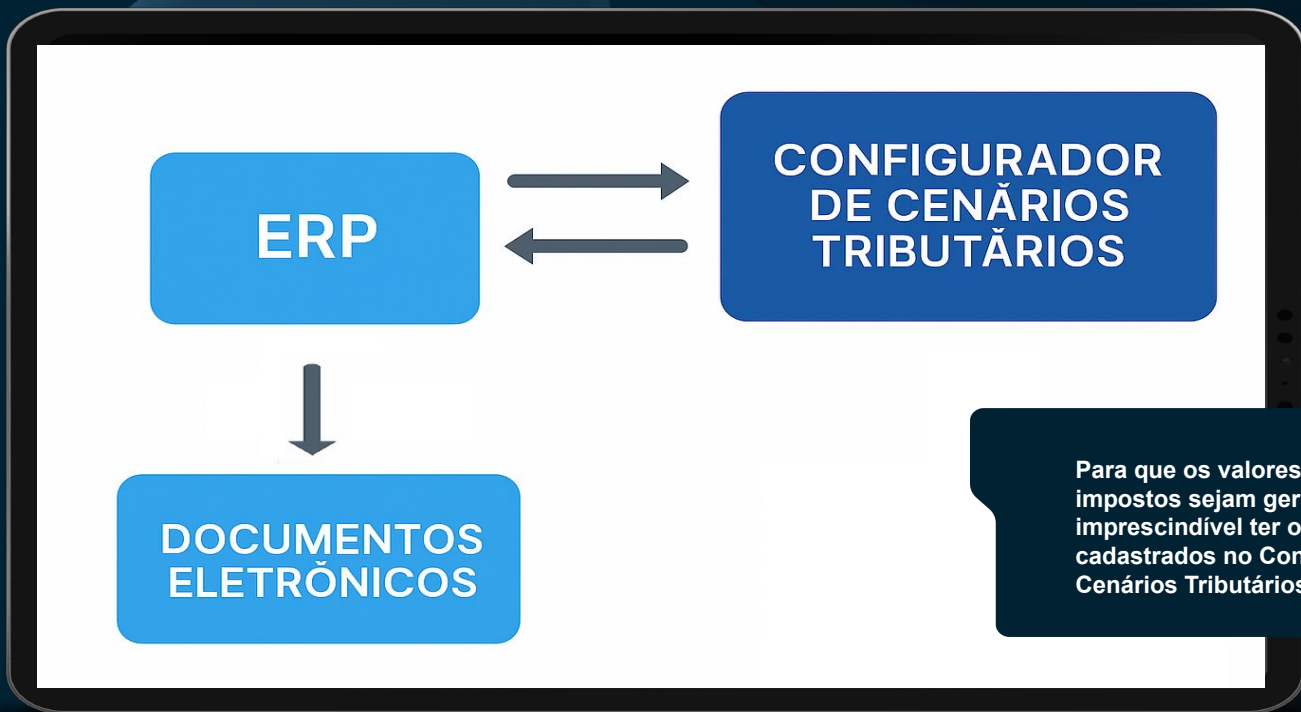 ERP
CONFIGURADOR
DE CENĂRIOS
TRIBUTĂRIOS
DOCUMENTOS
ELETRǑNICOS
Para que os valores
impostos sejam ger
imprescindível ter o
cadastrados no Con
Cenários Tributários